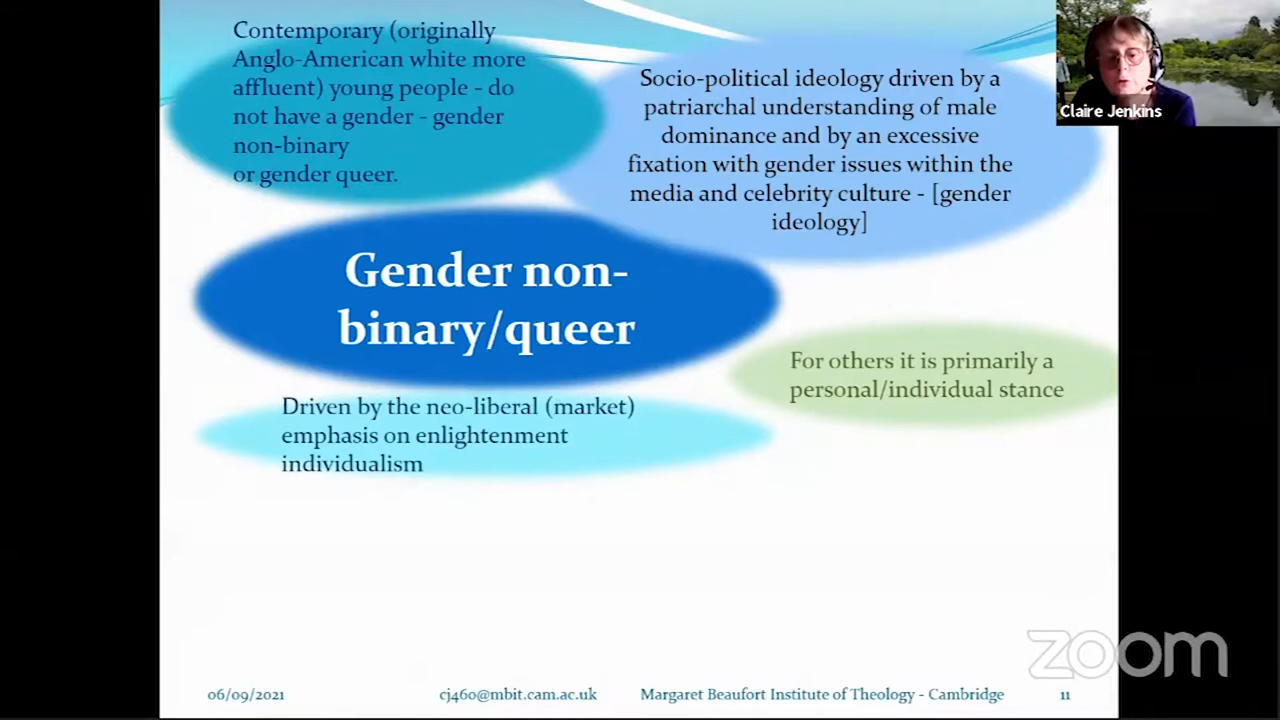 Contemporary (originally
Anglo-American white more
affluent) young people - do
not have a gender - gender
non-binary
or gender queer.
Socio-political ideology driven by a
patriarchal understanding of male
dominance and by an excessive
fixation with gender issues within the
media and celebrity culture - [gender
ideology]
Claire Jenkins
Gender non-
binary/queer
For others it is primarily a
personal/individual stance
Driven by the neo-liberal (market)
emphasis on enlightenment
individualism
zoom
06/09/2021 cj460@mbit.cam.ac.uk Margaret Beaufort Institute of Theology - Cambridge 11